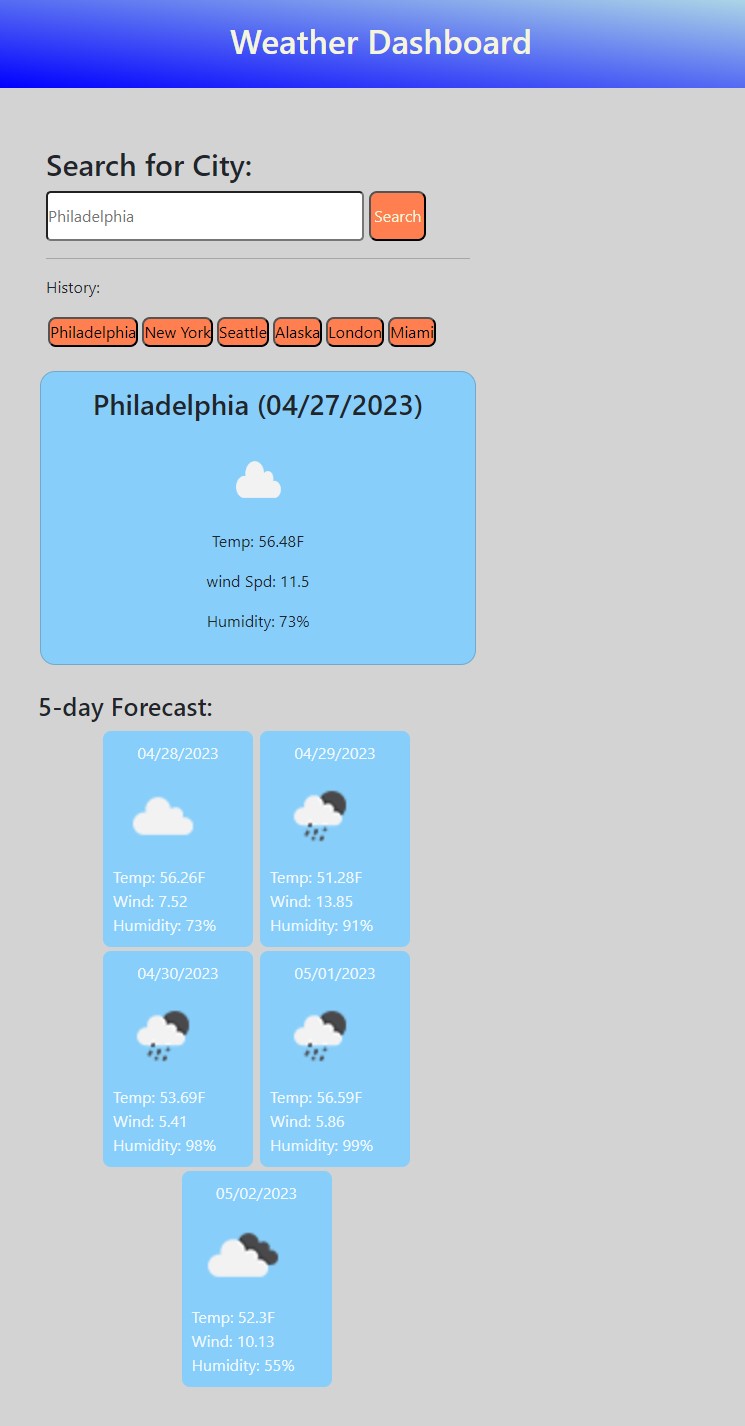 Weather Dashboard
Search for City:
Philadelphia Search
History:
Philadelphia New York Seattle Alaska London Miami
Philadelphia (04/27/2023)
Temp: 56.48F
wind Spd: 11.5
Humidity: 73%
5-day Forecast:
04/28/2023
Temp: 56.26F
Wind: 7.52
Humidity: 73%
04/29/2023
Temp: 51.28F
Wind: 13.85
Humidity: 91%
04/30/2023
Temp: 53.69F
Wind: 5.41
Humidity: 98%
05/01/2023
Temp: 56.59F
Wind: 5.86
Humidity: 99%
05/02/2023
Temp: 52.3F
Wind: 10.13
Humidity: 55%